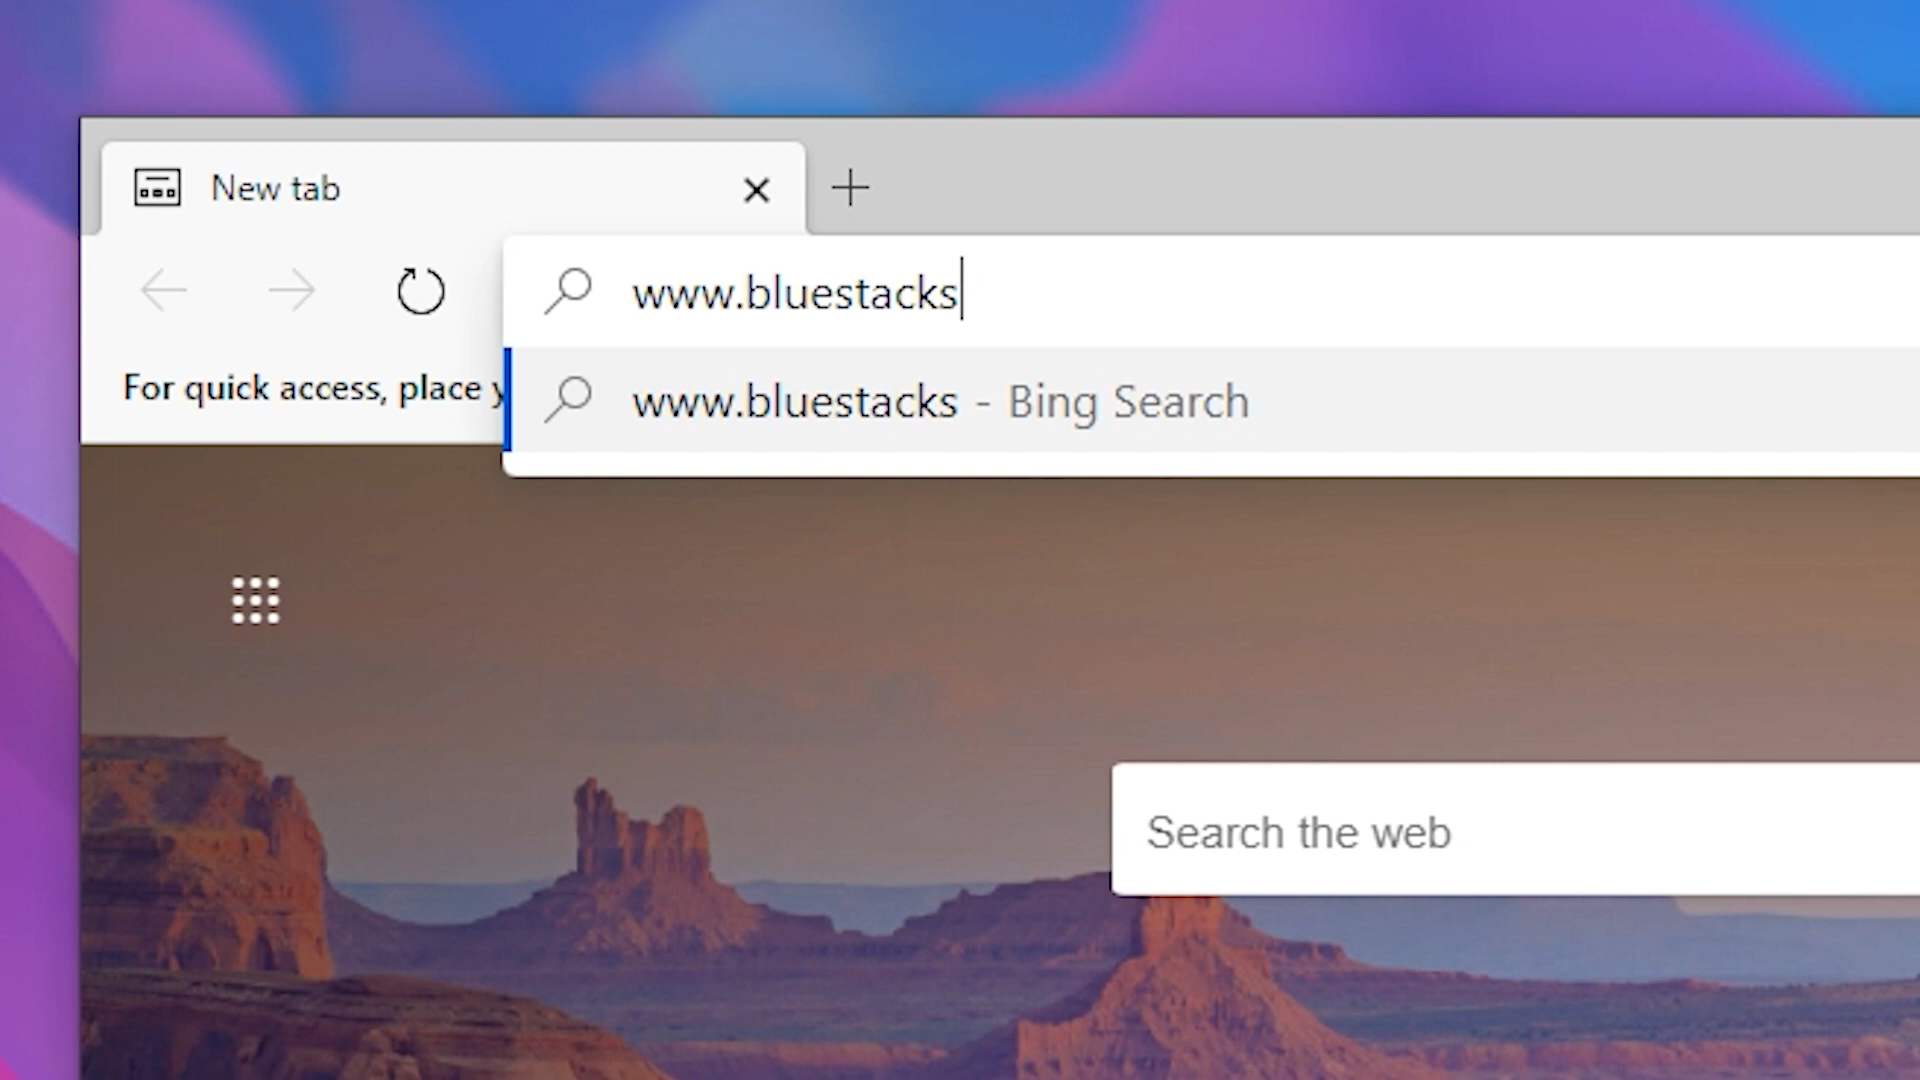 New tab
www.bluestacks
For quick access, place y
www.bluestacks - Bing Search
Search the web